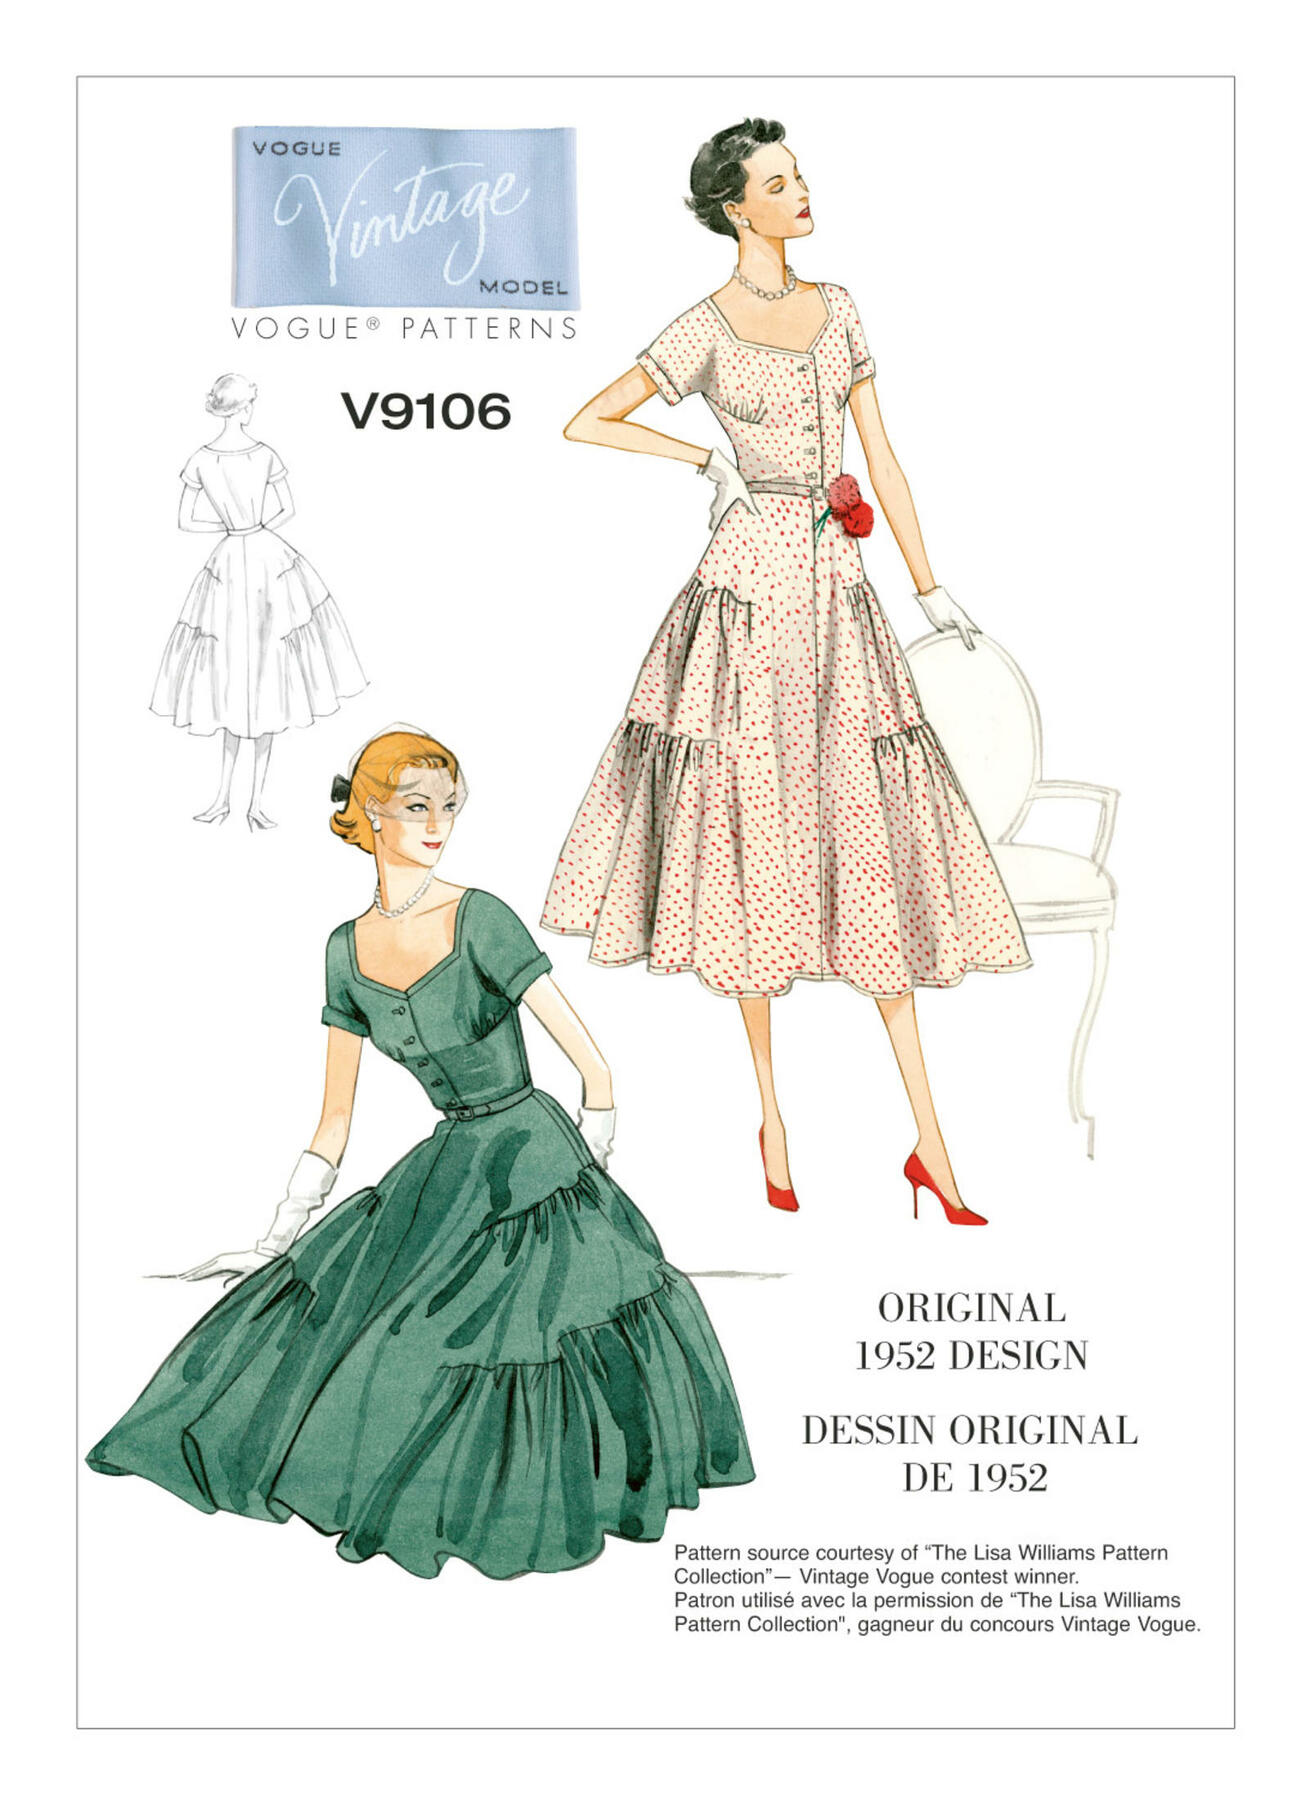 VOGUE
Vintage
MODEL
VOGUE® PATTERNS
V9106
ORIGINAL
1952 DESIGN
DESSIN ORIGINAL
DE 1952
Pattern source courtesy of “The Lisa Williams Pattern
Collection”— Vintage Vogue contest winner.
Patron utilisé avec la permission de “The Lisa Williams
Pattern Collection", gagneur du concours Vintage Vogue.